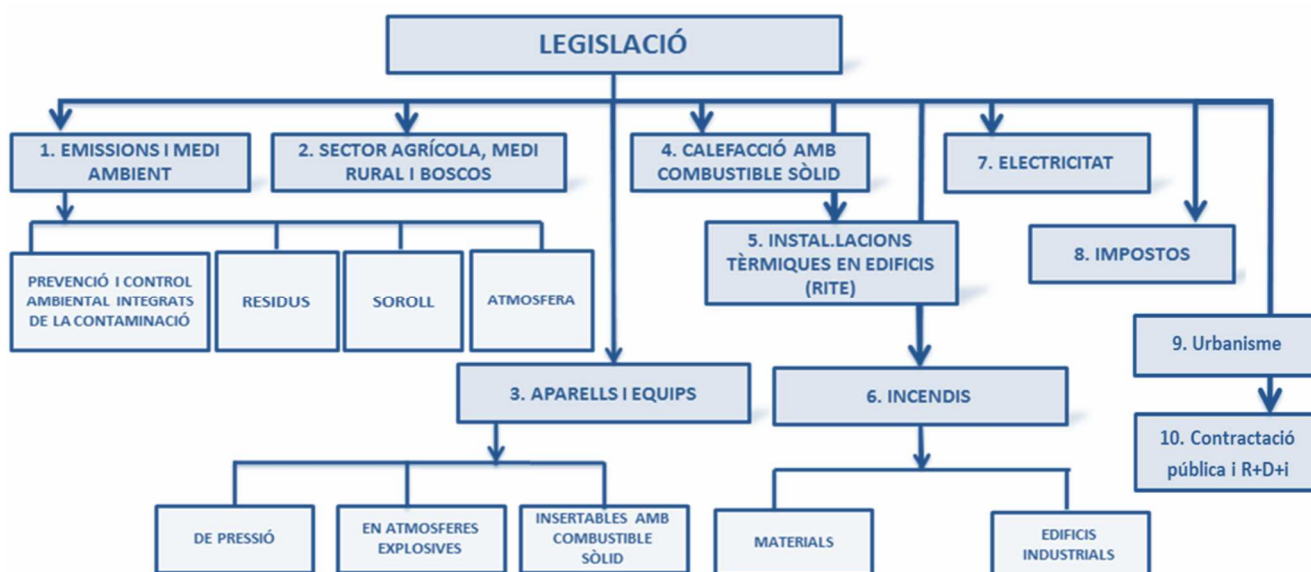 LEGISLACIÓ
1. EMISSIONS I MEDI
AMBIENT
2. SECTOR AGRÍCOLA, MEDI
RURAL I BOSCOS
4. CALEFACCIÓ AMB
COMBUSTIBLE SÒLID
7. ELECTRICITAT
5. INSTAL.LACIONS
TÈRMIQUES EN EDIFICIS
(RITE)
8. IMPOSTOS
PREVENCIÓ I CONTROL
AMBIENTAL INTEGRATS
DE LA CONTAMINACIÓ
RESIDUS
SOROLL
ATMOSFERA
9. Urbanisme
3. APARELLS I EQUIPS
6. INCENDIS
10. Contractació
pública i R+D+i
DE PRESSIÓ
EN ATMOSFERES
EXPLOSIVES
INSERTABLES AMB
COMBUSTIBLE
SÒLID
MATERIALS
EDIFICIS
INDUSTRIALS